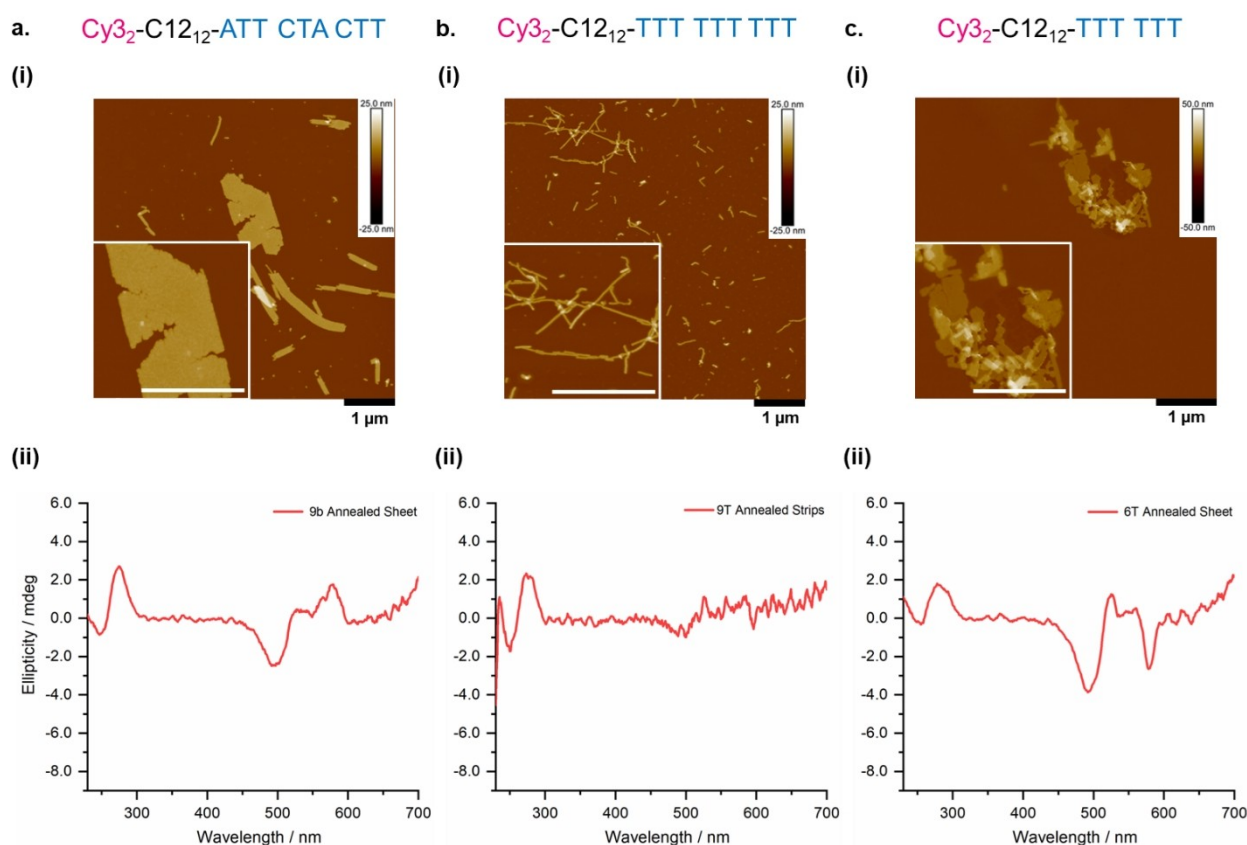 a. Cy3₂-C12₁₂-ATT CTA CTT
b. Cy3₂-C12₁₂-TTT TTT TTT
c. Cy3₂-C12₁₂-TTT TTT
(i)
(i)
(i)
25.0 nm
-25.0 nm
1 µm
25.0 nm
-25.0 nm
1 µm
50.0 nm
-50.0 nm
1 µm
(ii)
(ii)
(ii)
Ellipticity / mdeg
6.0
4.0
2.0
0.0
-2.0
-4.0
-6.0
-8.0
9b Annealed Sheet
300 400 500 600 700
Wavelength / nm
6.0
4.0
2.0
0.0
-2.0
-4.0
-6.0
-8.0
9T Annealed Strips
300 400 500 600 700
Wavelength / nm
6.0
4.0
2.0
0.0
-2.0
-4.0
-6.0
-8.0
6T Annealed Sheet
300 400 500 600 700
Wavelength / nm